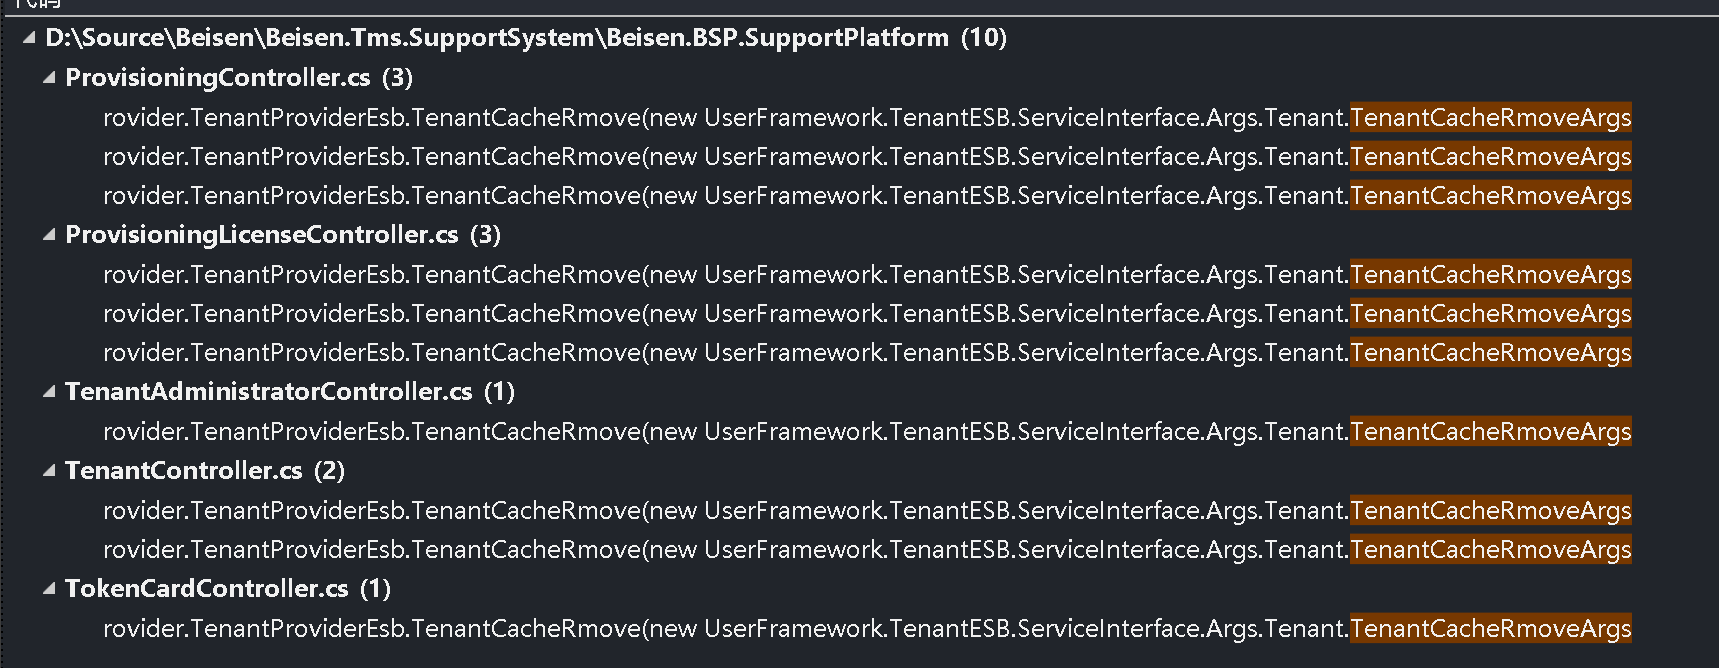 代码
D:\Source\Beisen\Beisen.Tms.SupportSystem\Beisen.BSP.SupportPlatform (10)
ProvisioningController.cs (3)
rovider.TenantProviderEsb.TenantCacheRmove(new UserFramework.TenantESB.ServiceInterface.Args.Tenant.TenantCacheRmoveArgs
rovider.TenantProviderEsb.TenantCacheRmove(new UserFramework.TenantESB.ServiceInterface.Args.Tenant.TenantCacheRmoveArgs
rovider.TenantProviderEsb.TenantCacheRmove(new UserFramework.TenantESB.ServiceInterface.Args.Tenant.TenantCacheRmoveArgs
ProvisioningLicenseController.cs (3)
rovider.TenantProviderEsb.TenantCacheRmove(new UserFramework.TenantESB.ServiceInterface.Args.Tenant.TenantCacheRmoveArgs
rovider.TenantProviderEsb.TenantCacheRmove(new UserFramework.TenantESB.ServiceInterface.Args.Tenant.TenantCacheRmoveArgs
rovider.TenantProviderEsb.TenantCacheRmove(new UserFramework.TenantESB.ServiceInterface.Args.Tenant.TenantCacheRmoveArgs
TenantAdministratorController.cs (1)
rovider.TenantProviderEsb.TenantCacheRmove(new UserFramework.TenantESB.ServiceInterface.Args.Tenant.TenantCacheRmoveArgs
TenantController.cs (2)
rovider.TenantProviderEsb.TenantCacheRmove(new UserFramework.TenantESB.ServiceInterface.Args.Tenant.TenantCacheRmoveArgs
rovider.TenantProviderEsb.TenantCacheRmove(new UserFramework.TenantESB.ServiceInterface.Args.Tenant.TenantCacheRmoveArgs
TokenCardController.cs (1)
rovider.TenantProviderEsb.TenantCacheRmove(new UserFramework.TenantESB.ServiceInterface.Args.Tenant.TenantCacheRmoveArgs